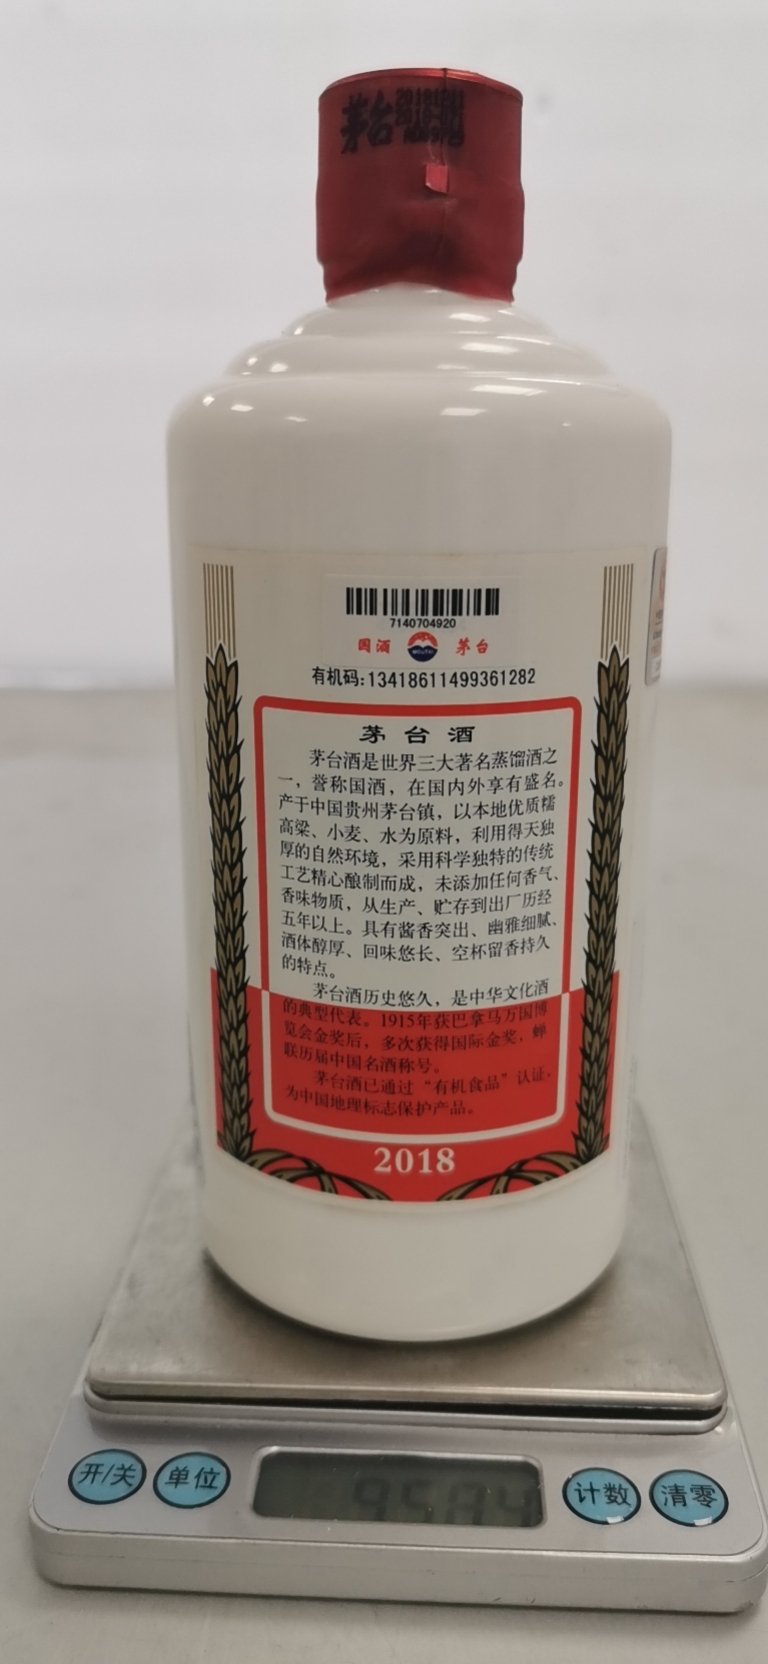 茅台
7140704920
国酒 MOUTAI 茅台
有机码:13418611499361282
茅台酒
茅台酒是世界三大著名蒸馏酒之
一，誉称国酒，在国内外享有盛名。
产于中国贵州茅台镇，以本地优质糯
高粱、小麦、水为原料，利用得天独
厚的自然环境，采用科学独特的传统
工艺精心酿制而成，未添加任何香气、
香味物质，从生产、贮存到出厂历经
五年以上。具有酱香突出、幽雅细腻、
酒体醇厚、回味悠长、空杯留香持久
的特点。
茅台酒历史悠久，是中华文化酒
的典型代表。1915年获巴拿马万国博
览会金奖后，多次获得国际金奖，蝉
联历届中国名酒称号。
茅台酒已通过“有机食品”认证，
为中国地理标志保护产品。
2018
开/关 单位 958.4 计数 清零